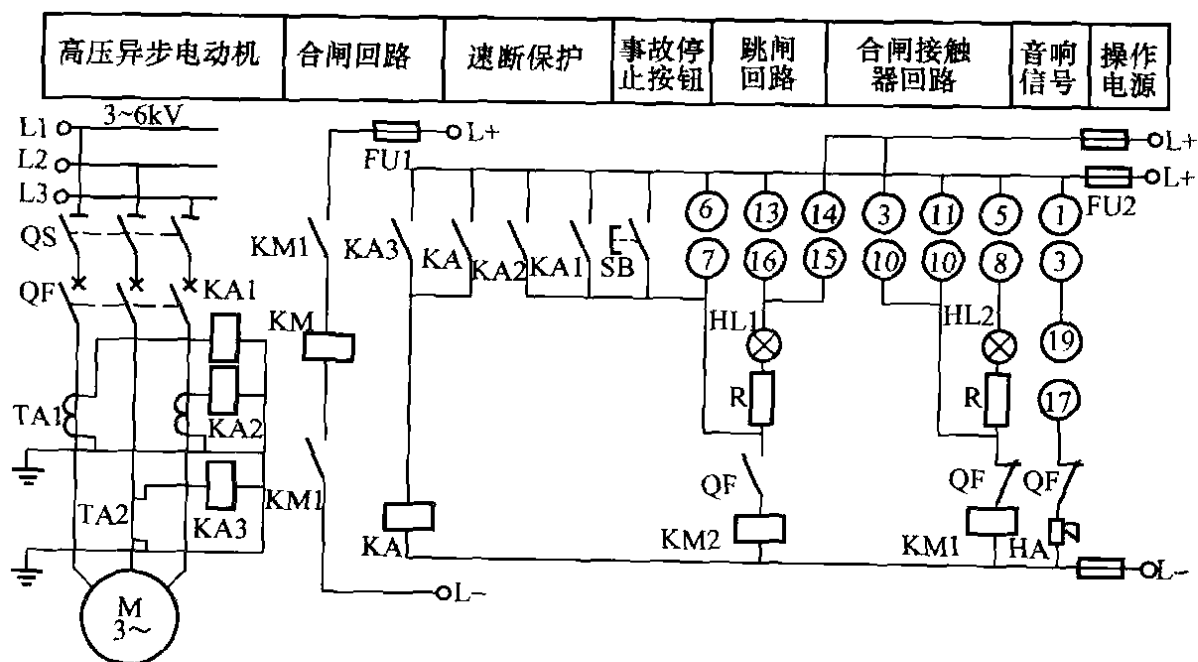 高压异步电动机
合闸回路
速断保护
事故停
止按钮
跳闸
回路
合闸接触
器回路
音响
信号
操作
电源
3~6kV
L1
L2
L3
L+
FU1
L+
L+
FU2
QS
QF
KM1
KA3
KA
KA2
KA1
SB
6
13
14
3
11
5
1
7
16
15
10
10
8
3
KA1
KM
HL1
HL2
19
TA1
KA2
R
R
17
TA2
KA3
KM1
KA
QF
KM2
QF
KM1
QF
HA
L-
L-
M
3~